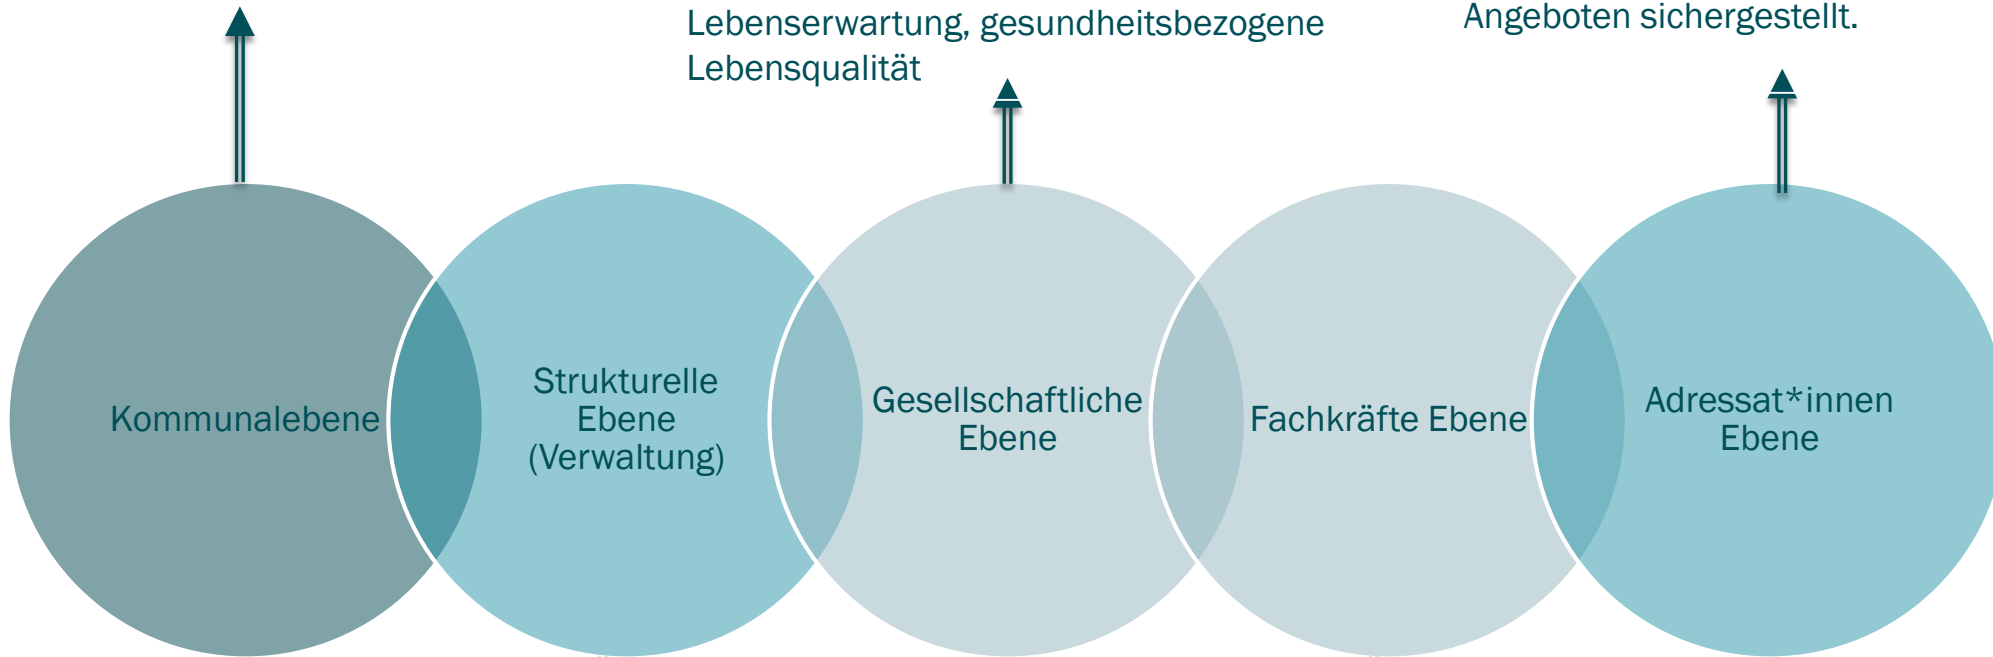 Lebenserwartung, gesundheitsbezogene
Lebensqualität
Angeboten sichergestellt.
Kommunalebene
Strukturelle
Ebene
(Verwaltung)
Gesellschaftliche
Ebene
Fachkräfte Ebene
Adressat*innen
Ebene